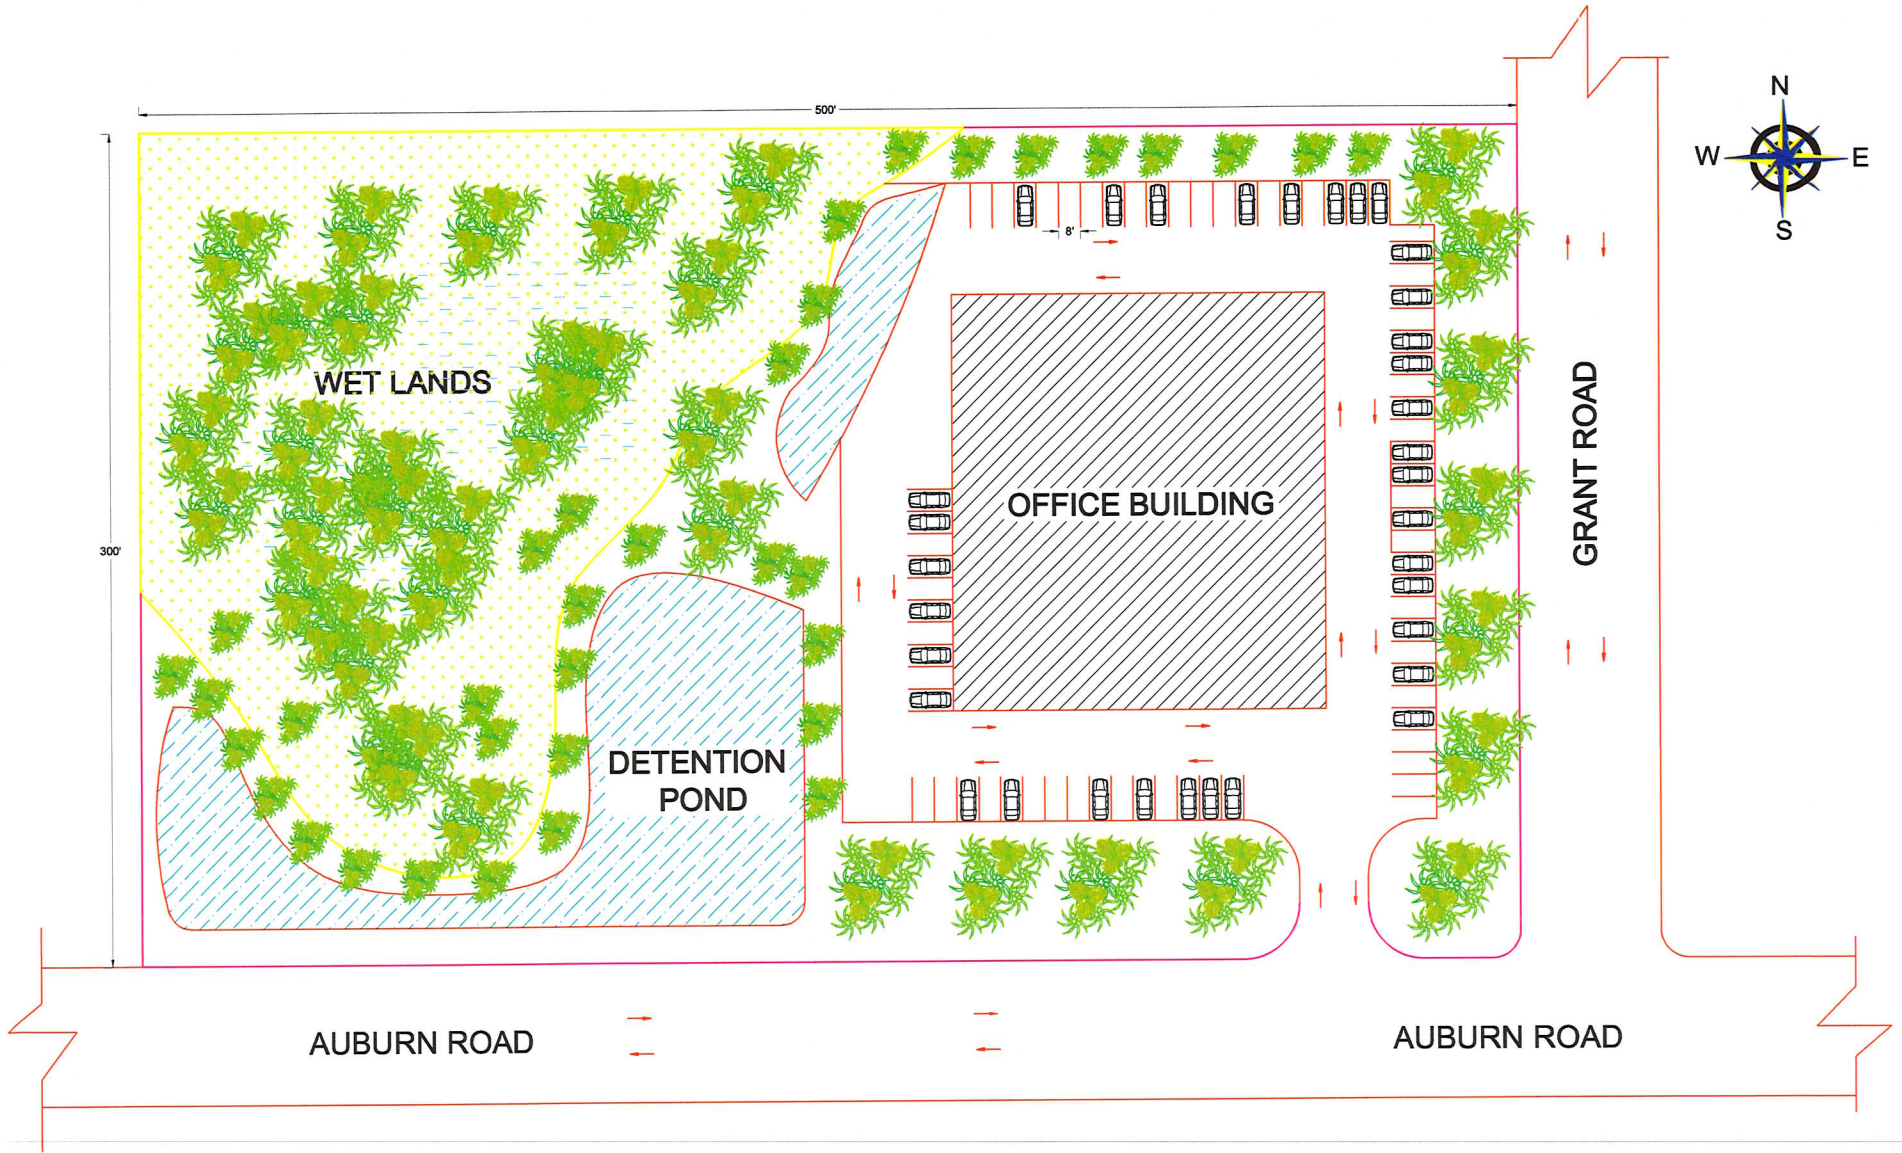 500'
N
W
E
S
8'
WET LANDS
GRANT ROAD
OFFICE BUILDING
300'
DETENTION
POND
AUBURN ROAD
AUBURN ROAD